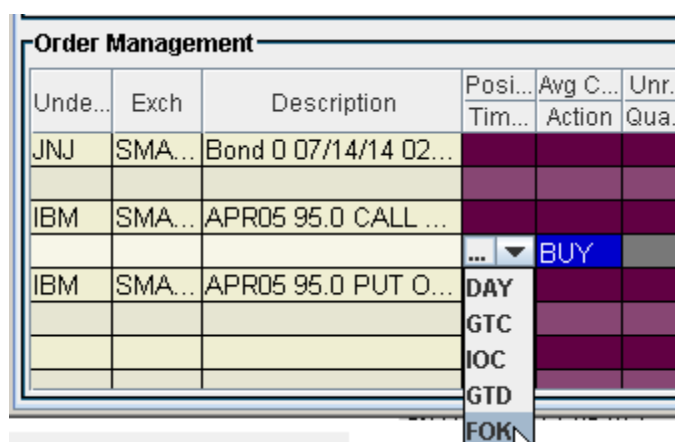 Order Management
Unde... Exch Description Posi... Avg C... Unr.
Tim... Action Qua.
JNJ SMA... Bond 0 07/14/14 02...
IBM SMA... APR05 95.0 CALL ...
... BUY
IBM SMA... APR05 95.0 PUT O...
DAY
GTC
IOC
GTD
FOK